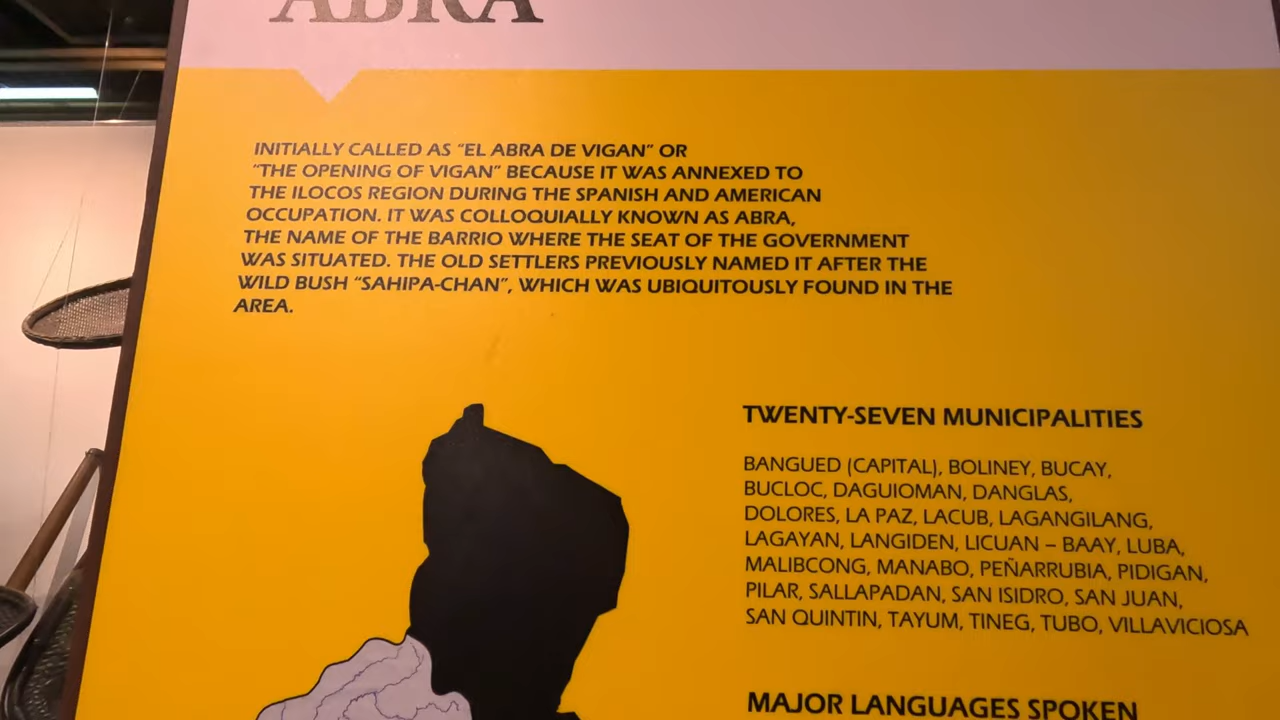 ABRA
INITIALLY CALLED AS "EL ABRA DE VIGAN" OR
"THE OPENING OF VIGAN" BECAUSE IT WAS ANNEXED TO
THE ILOCOS REGION DURING THE SPANISH AND AMERICAN
OCCUPATION. IT WAS COLLOQUIALLY KNOWN AS ABRA,
THE NAME OF THE BARRIO WHERE THE SEAT OF THE GOVERNMENT
WAS SITUATED. THE OLD SETTLERS PREVIOUSLY NAMED IT AFTER THE
WILD BUSH "SAHIPA-CHAN", WHICH WAS UBIQUITOUSLY FOUND IN THE
AREA.
TWENTY-SEVEN MUNICIPALITIES
BANGUED (CAPITAL), BOLINEY, BUCAY,
BUCLOC, DAGUIOMAN, DANGLAS,
DOLORES, LA PAZ, LACUB, LAGANGILANG,
LAGAYAN, LANGIDEN, LICUAN – BAAY, LUBA,
MALIBCONG, MANABO, PEÑARRUBIA, PIDIGAN,
PILAR, SALLAPADAN, SAN ISIDRO, SAN JUAN,
SAN QUINTIN, TAYUM, TINEG, TUBO, VILLAVICIOSA
MAJOR LANGUAGES SPOKEN